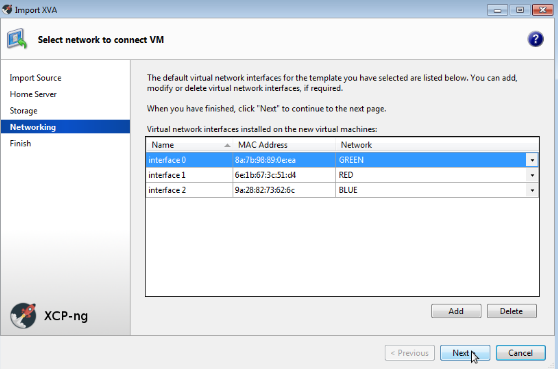 Import XVA
Select network to connect VM
?
Import Source
Home Server
Storage
Networking
Finish
The default virtual network interfaces for the template you have selected are listed below. You can add,
modify or delete virtual network interfaces, if required.
When you have finished, click "Next" to continue to the next page.
Virtual network interfaces installed on the new virtual machines:
Name MAC Address Network
interface 0 8a:7b:98:89:0e:ea GREEN
interface 1 6e:1b:67:3c:51:d4 RED
interface 2 9a:28:82:73:62:6c BLUE
Add Delete
XCP-ng
< Previous Next > Cancel